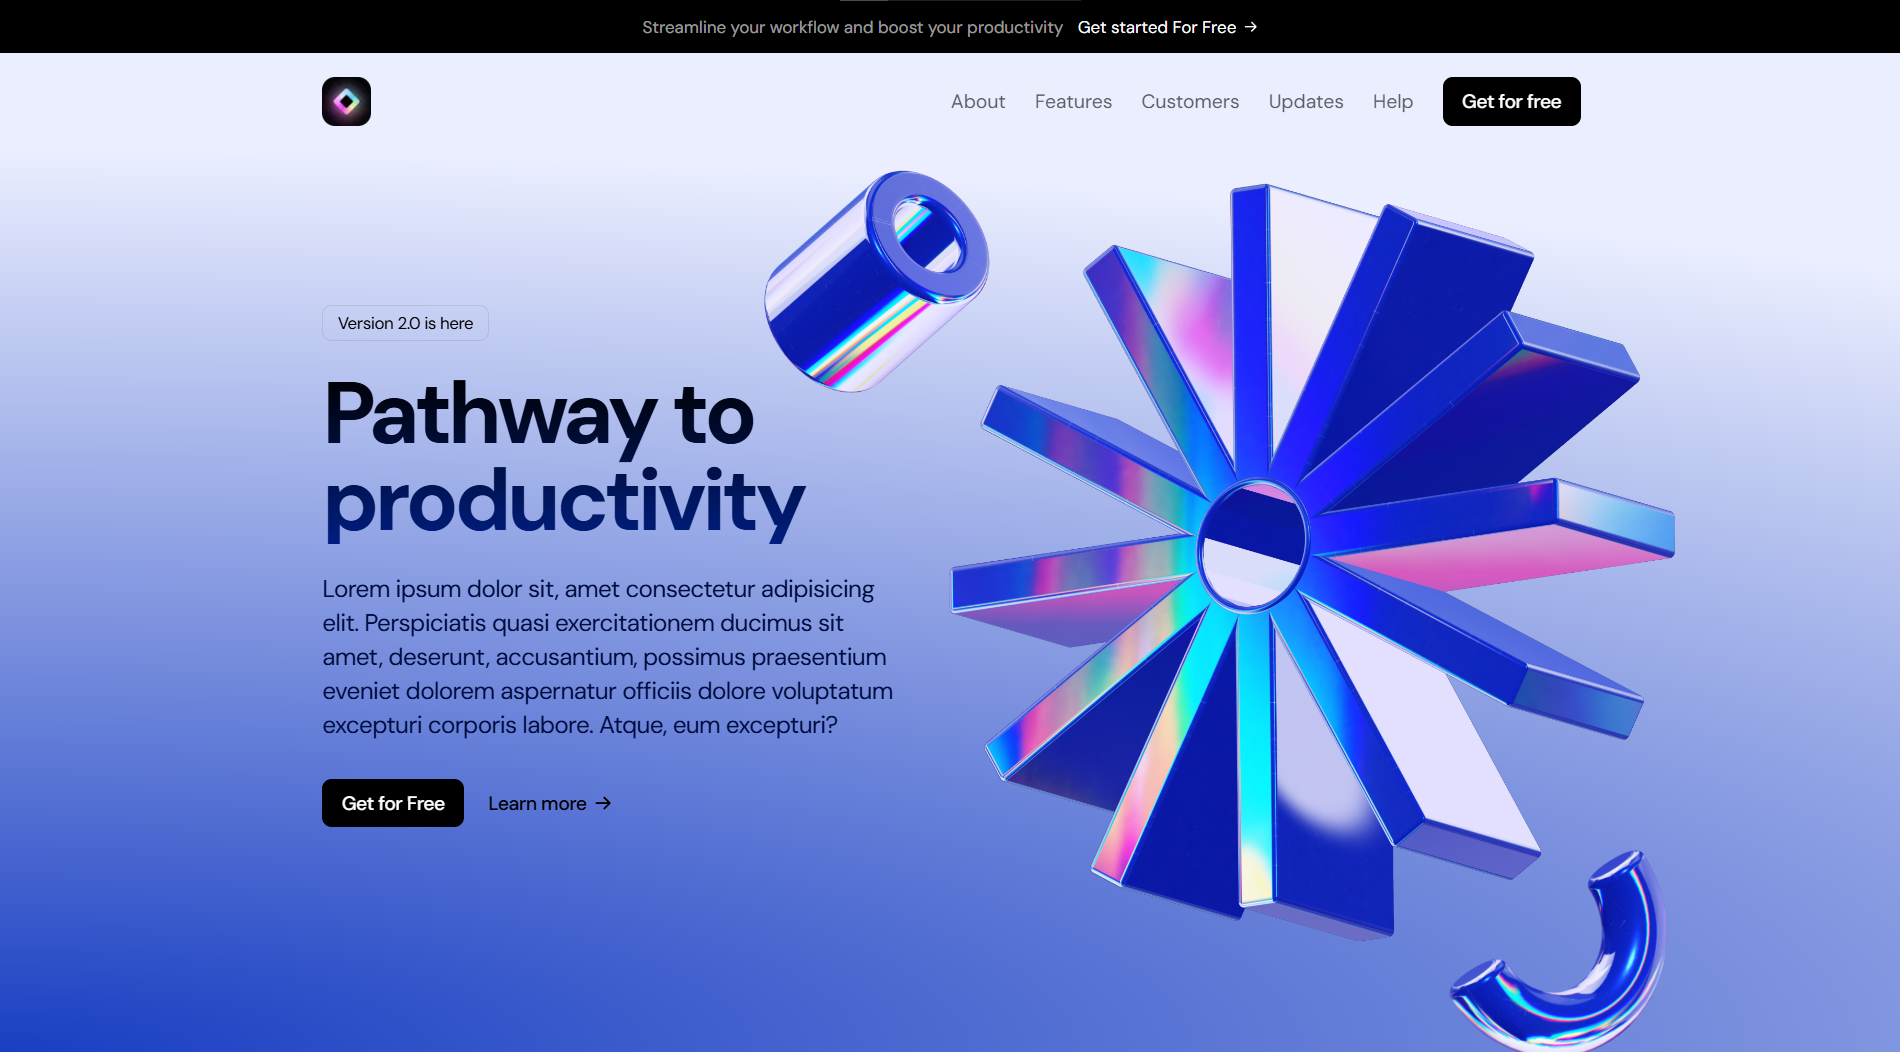 Streamline your workflow and boost your productivity Get started For Free →
About Features Customers Updates Help Get for free
Version 2.0 is here
Pathway to
productivity
Lorem ipsum dolor sit, amet consectetur adipisicing
elit. Perspiciatis quasi exercitationem ducimus sit
amet, deserunt, accusantium, possimus praesentium
eveniet dolorem aspernatur officiis dolore voluptatum
excepturi corporis labore. Atque, eum excepturi?
Get for Free Learn more →